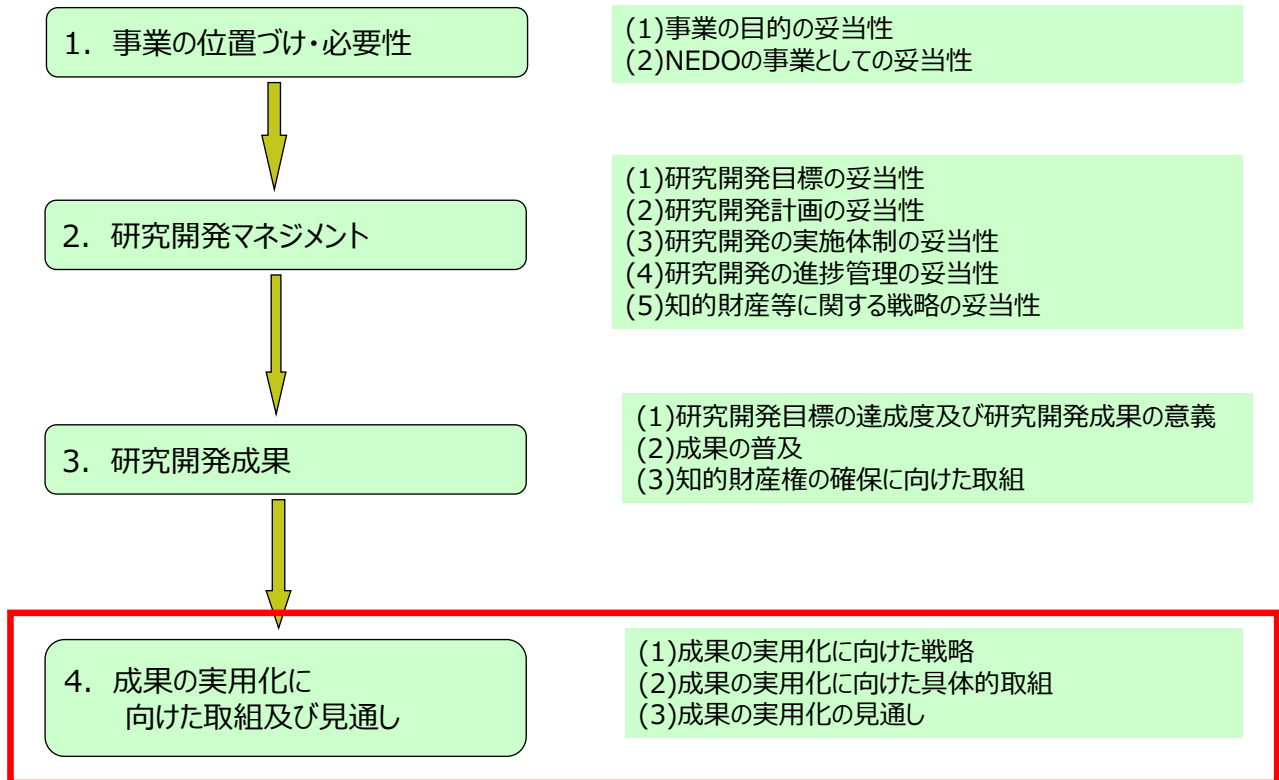 1. 事業の位置づけ・必要性
(1)事業の目的の妥当性
(2)NEDOの事業としての妥当性
2. 研究開発マネジメント
(1)研究開発目標の妥当性
(2)研究開発計画の妥当性
(3)研究開発の実施体制の妥当性
(4)研究開発の進捗管理の妥当性
(5)知的財産等に関する戦略の妥当性
3. 研究開発成果
(1)研究開発目標の達成度及び研究開発成果の意義
(2)成果の普及
(3)知的財産権の確保に向けた取組
4. 成果の実用化に
向けた取組及び見通し
(1)成果の実用化に向けた戦略
(2)成果の実用化に向けた具体的取組
(3)成果の実用化の見通し